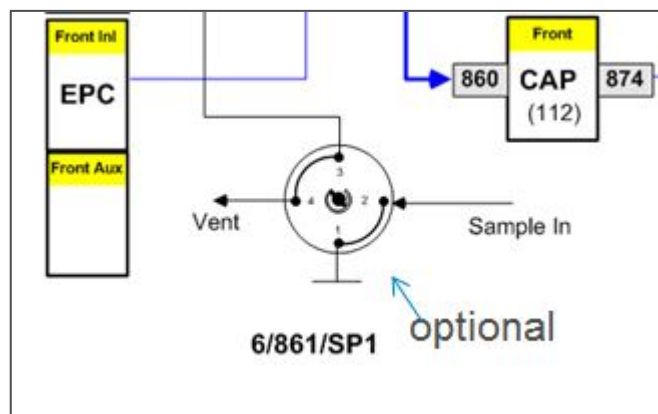 Front Inl
EPC
Front Aux
Front
860
CAP
(112)
874
3
4
2
1
Vent
Sample In
6/861/SP1
optional